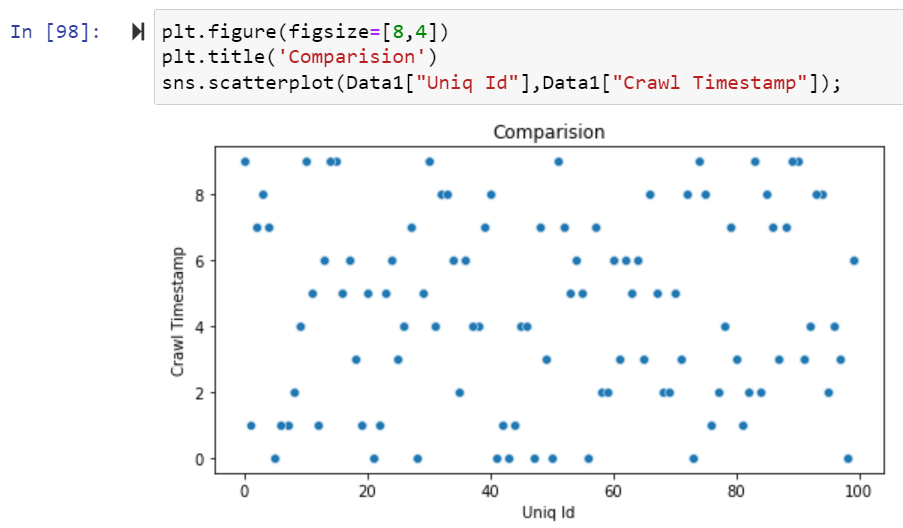 In [98]:
plt.figure(figsize=[8,4])
plt.title('Comparision')
sns.scatterplot(Data1["Uniq Id"],Data1["Crawl Timestamp"]);
Comparision
8
6
4
2
0
Crawl Timestamp
0 20 40 60 80 100
Uniq Id